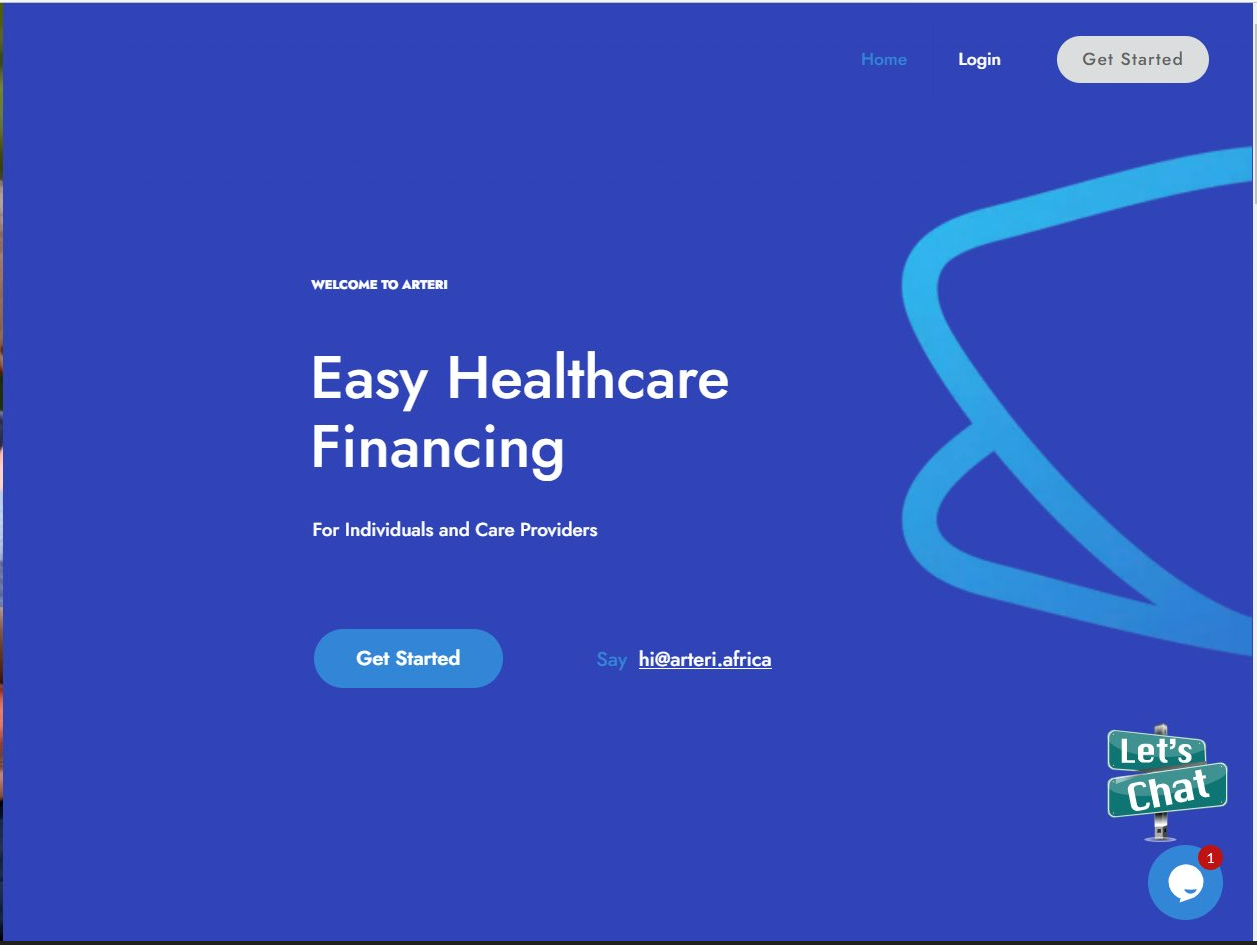 Home Login Get Started
WELCOME TO ARTERI
Easy Healthcare
Financing
For Individuals and Care Providers
Get Started Say hi@arteri.africa
Let's
Chat
1